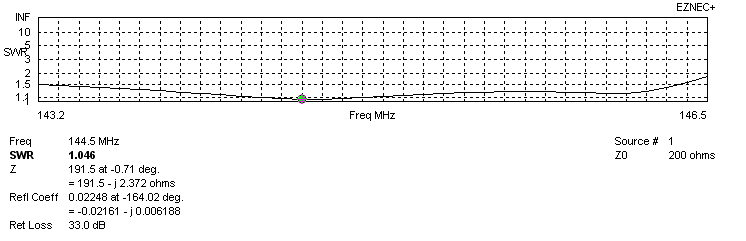 EZNEC+
INF
10
5
SWR
3
2
1.5
1.1
143.2 Freq MHz 146.5
Freq 144.5 MHz Source # 1
SWR 1.046 Z0 200 ohms
Z 191.5 at -0.71 deg.
= 191.5 - j 2.372 ohms
Refl Coeff 0.02248 at -164.02 deg.
= -0.02161 - j 0.006188
Ret Loss 33.0 dB